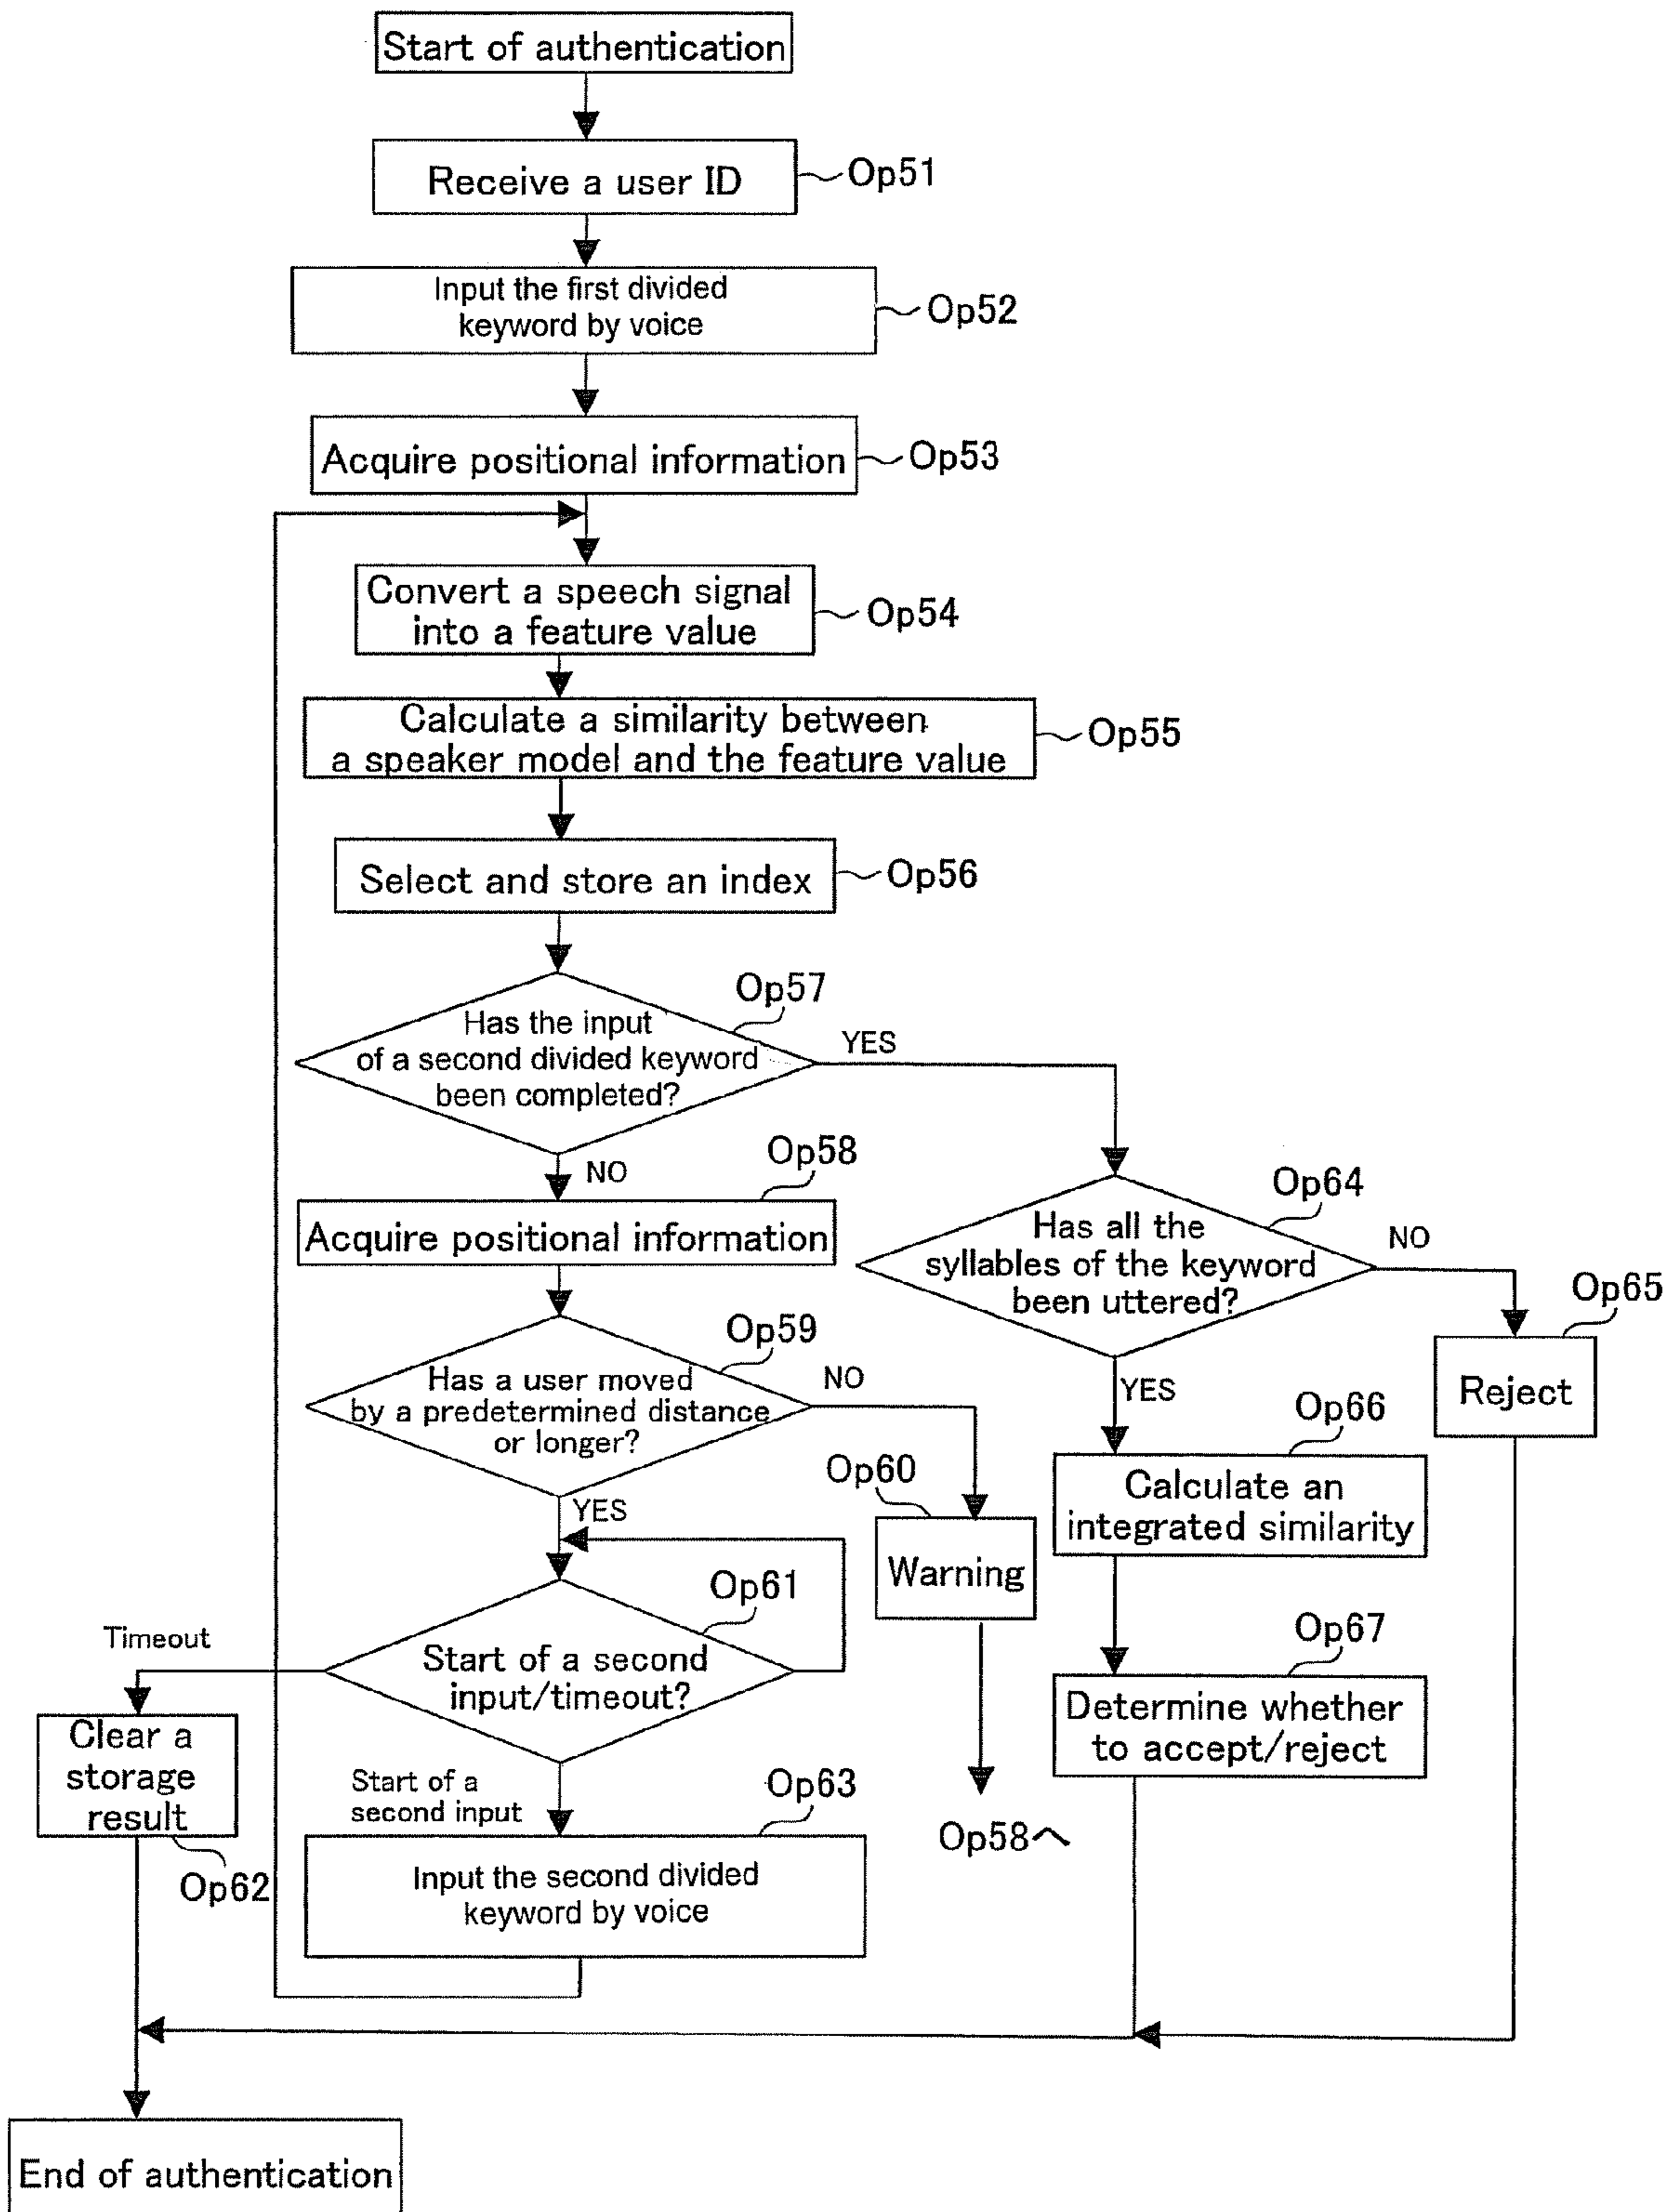 Start of authentication
Receive a user ID
Op51
Input the first divided
keyword by voice
Op52
Acquire positional information
Op53
Convert a speech signal
into a feature value
Op54
Calculate a similarity between
a speaker model and the feature value
Op55
Select and store an index
Op56
Op57
Has the input
of a second divided keyword
been completed?
YES
NO
Op58
Acquire positional information
Op64
Has all the
syllables of the keyword
been uttered?
NO
Op65
Reject
YES
Op59
Has a user moved
by a predetermined distance
or longer?
NO
YES
Op60
Warning
Op58へ
Op66
Calculate an
integrated similarity
Op61
Start of a second
input/timeout?
Timeout
Op67
Determine whether
to accept/reject
Clear a
storage
result
Op62
Start of a
second input
Op63
Input the second divided
keyword by voice
End of authentication